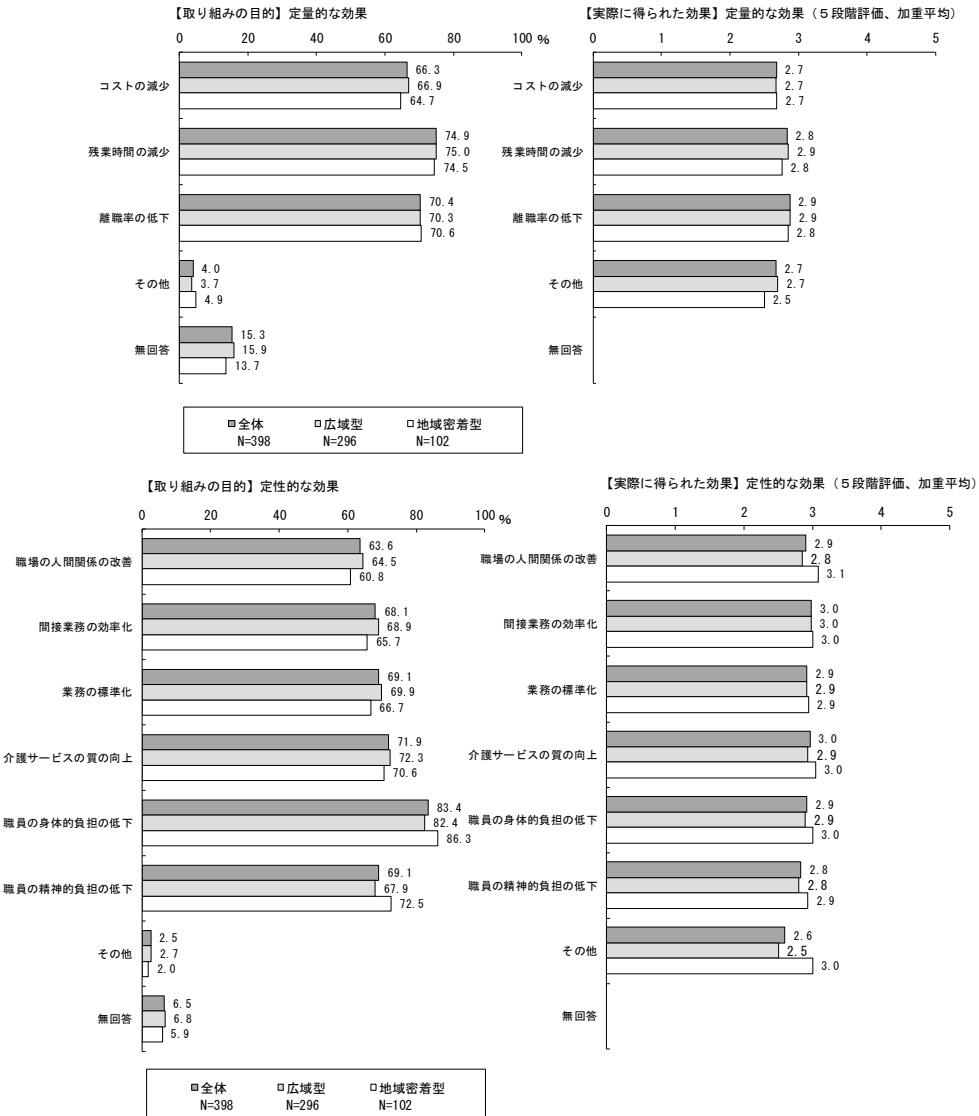 【取り組みの目的】定量的な効果
0 20 40 60 80 100 %
コストの減少
66.3
66.9
64.7
残業時間の減少
74.9
75.0
74.5
離職率の低下
70.4
70.3
70.6
その他
4.0
3.7
4.9
無回答
15.3
15.9
13.7
【実際に得られた効果】定量的な効果（５段階評価、加重平均）
0 1 2 3 4 5
コストの減少
2.7
2.7
2.7
残業時間の減少
2.8
2.9
2.8
離職率の低下
2.9
2.9
2.8
その他
2.7
2.7
2.5
無回答
全体 広域型 地域密着型
N=398 N=296 N=102
【取り組みの目的】定性的な効果
0 20 40 60 80 100 %
職場の人間関係の改善
63.6
64.5
60.8
間接業務の効率化
68.1
68.9
65.7
業務の標準化
69.1
69.9
66.7
介護サービスの質の向上
71.9
72.3
70.6
職員の身体的負担の低下
83.4
82.4
86.3
職員の精神的負担の低下
69.1
67.9
72.5
その他
2.5
2.7
2.0
無回答
6.5
6.8
5.9
【実際に得られた効果】定性的な効果（５段階評価、加重平均）
0 1 2 3 4 5
職場の人間関係の改善
2.9
2.8
3.1
間接業務の効率化
3.0
3.0
3.0
業務の標準化
2.9
2.9
2.9
介護サービスの質の向上
3.0
2.9
3.0
職員の身体的負担の低下
2.9
2.9
3.0
職員の精神的負担の低下
2.8
2.8
2.9
その他
2.6
2.5
3.0
無回答
全体 広域型 地域密着型
N=398 N=296 N=102